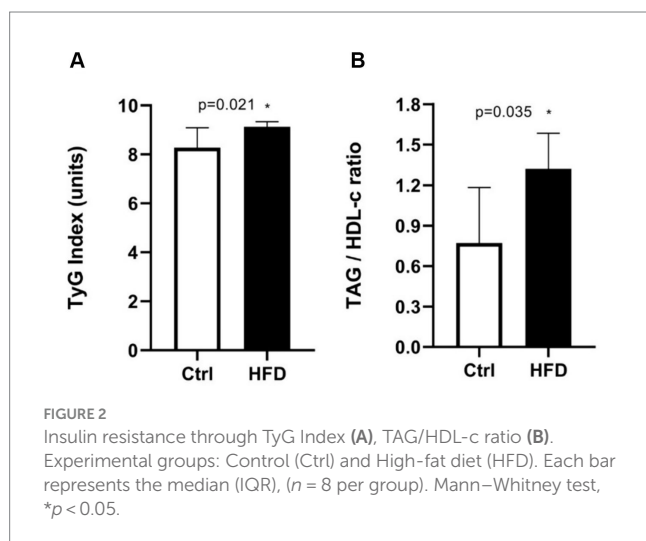 A
TyG Index (units)
10
8
6
4
2
0
p=0.021 *
Ctrl HFD
B
TAG / HDL-c ratio
1.8
1.5
1.2
0.9
0.6
0.3
0.0
p=0.035 *
Ctrl HFD
FIGURE 2
Insulin resistance through TyG Index (A), TAG/HDL-c ratio (B).
Experimental groups: Control (Ctrl) and High-fat diet (HFD). Each bar
represents the median (IQR), (n = 8 per group). Mann–Whitney test,
*p < 0.05.